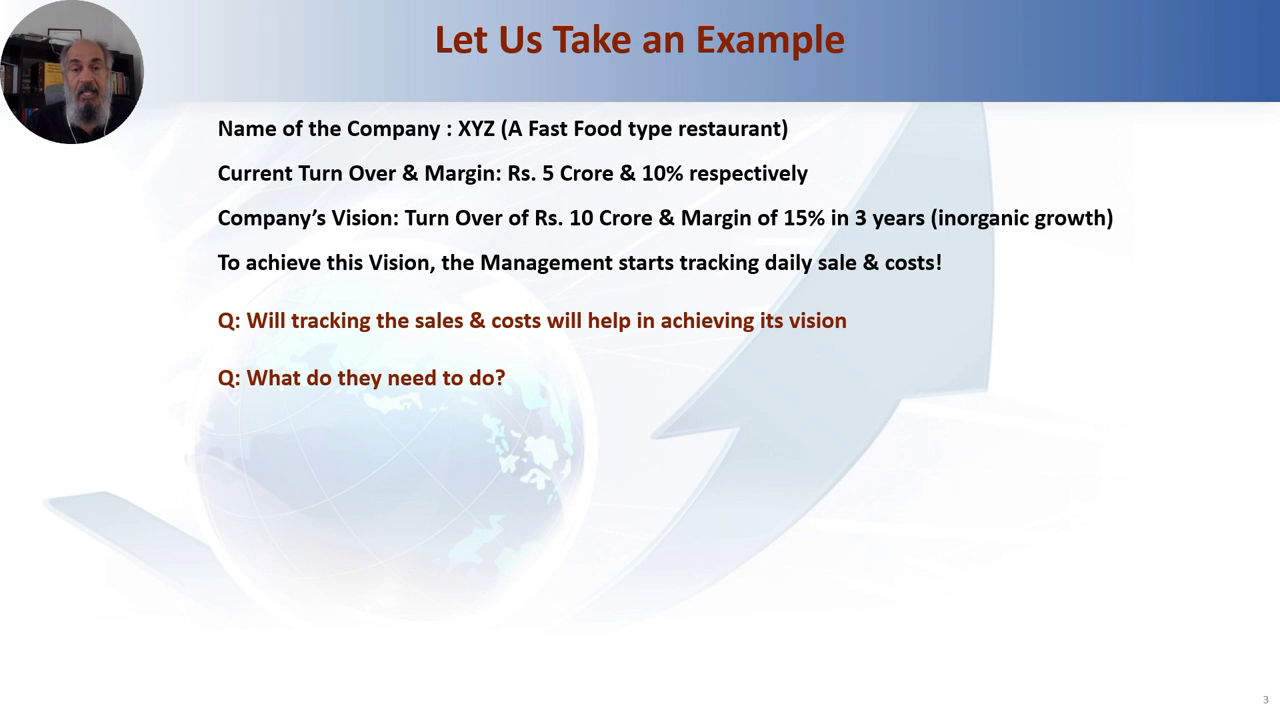 Let Us Take an Example
Name of the Company : XYZ (A Fast Food type restaurant)
Current Turn Over & Margin: Rs. 5 Crore & 10% respectively
Company’s Vision: Turn Over of Rs. 10 Crore & Margin of 15% in 3 years (inorganic growth)
To achieve this Vision, the Management starts tracking daily sale & costs!
Q: Will tracking the sales & costs will help in achieving its vision
Q: What do they need to do?
3